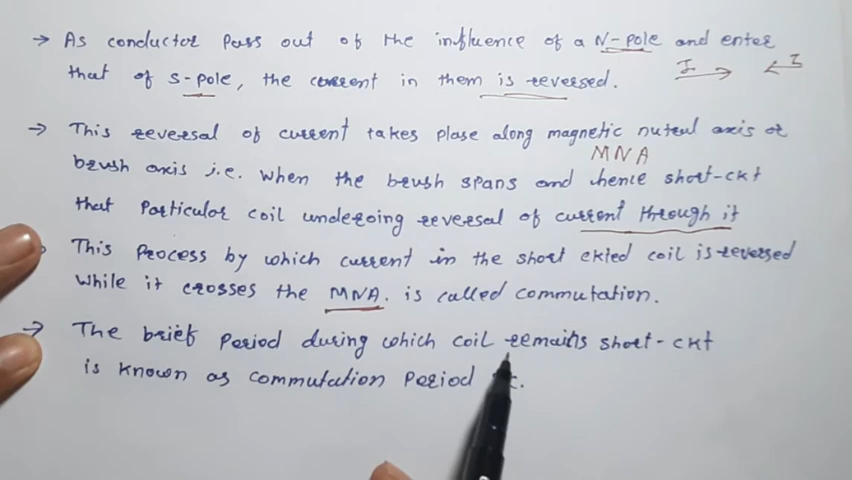 → As conductor pass out of the influence of a N-pole and enter
that of S-pole, the current in them is reversed.
I I
→ This reversal of current takes plase along magnetic nutral axis or
MNA
brush axis i.e. when the brush spans and hence short-ckt
that particulor coil undergoing reversal of current through it
This process by which current in the short ckted coil is reversed
while it crosses the MNA. is called commutation.
→ The brief period during which coil remains short-ckt
is known as commutation period